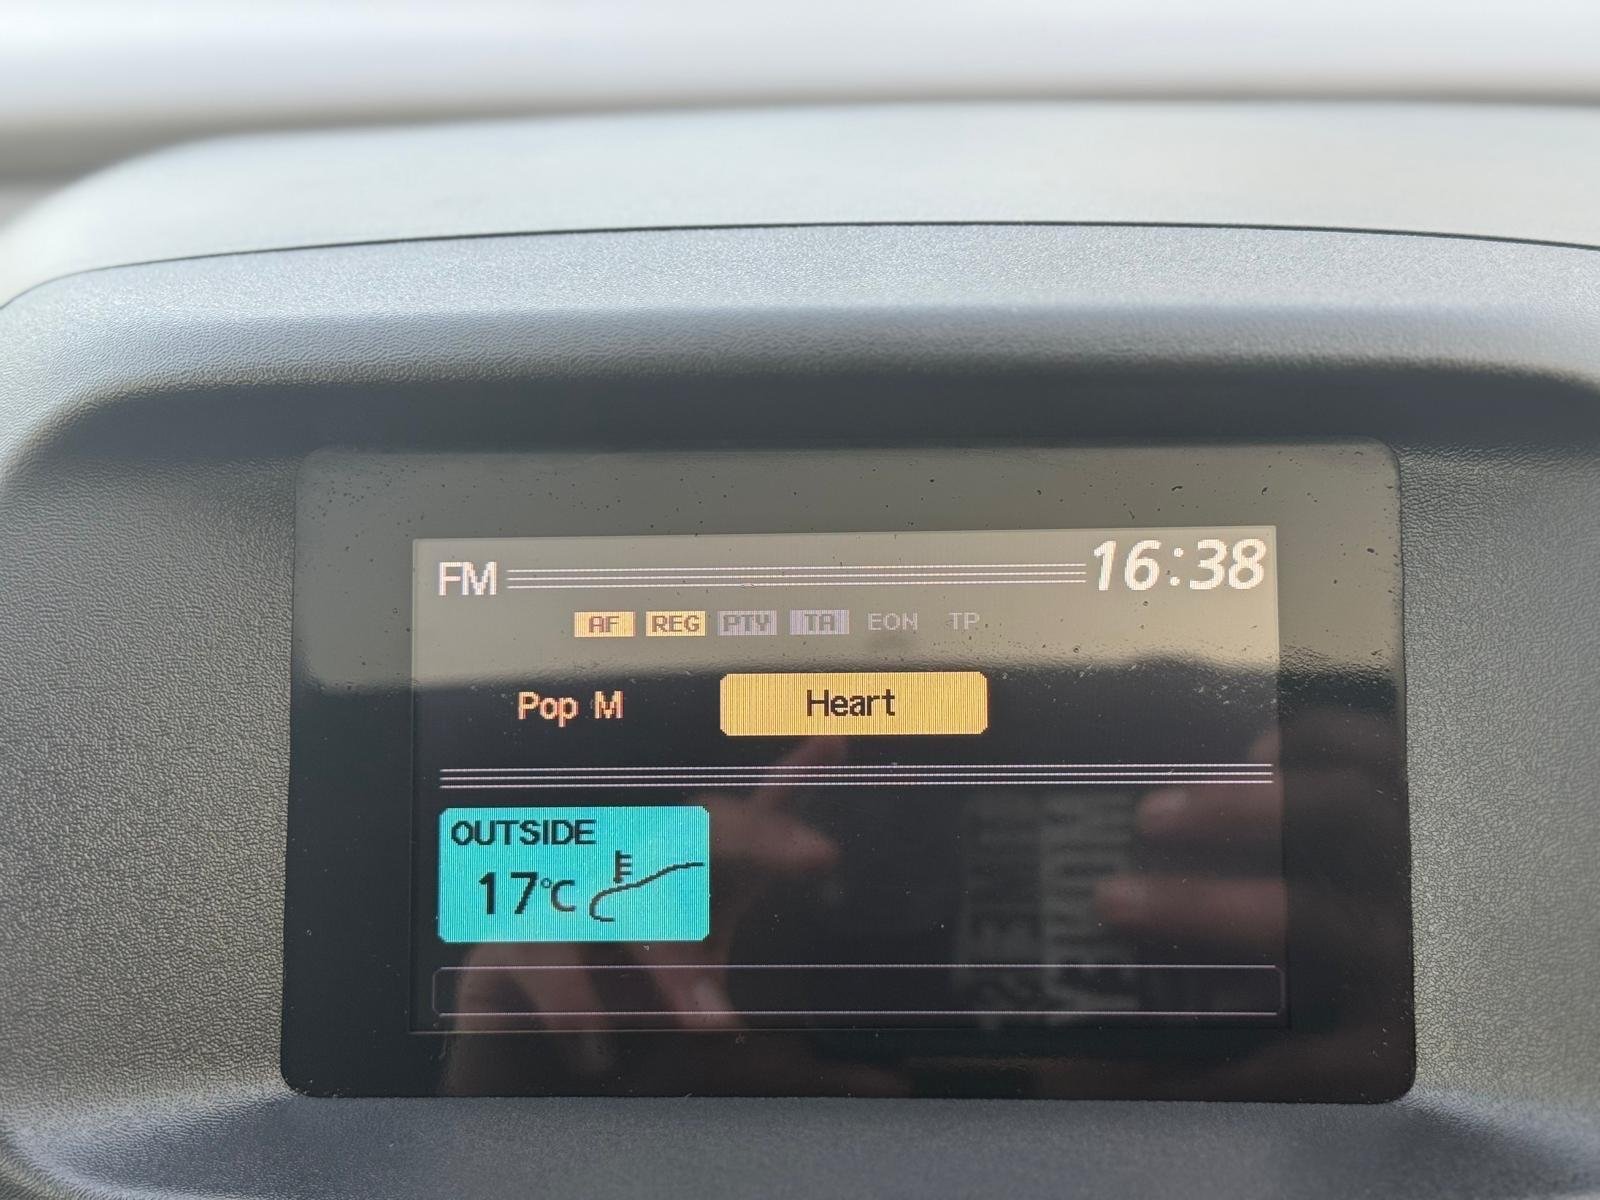 FM 16:38
AF REG PTY TA EON TP
Pop M Heart
OUTSIDE
17°C